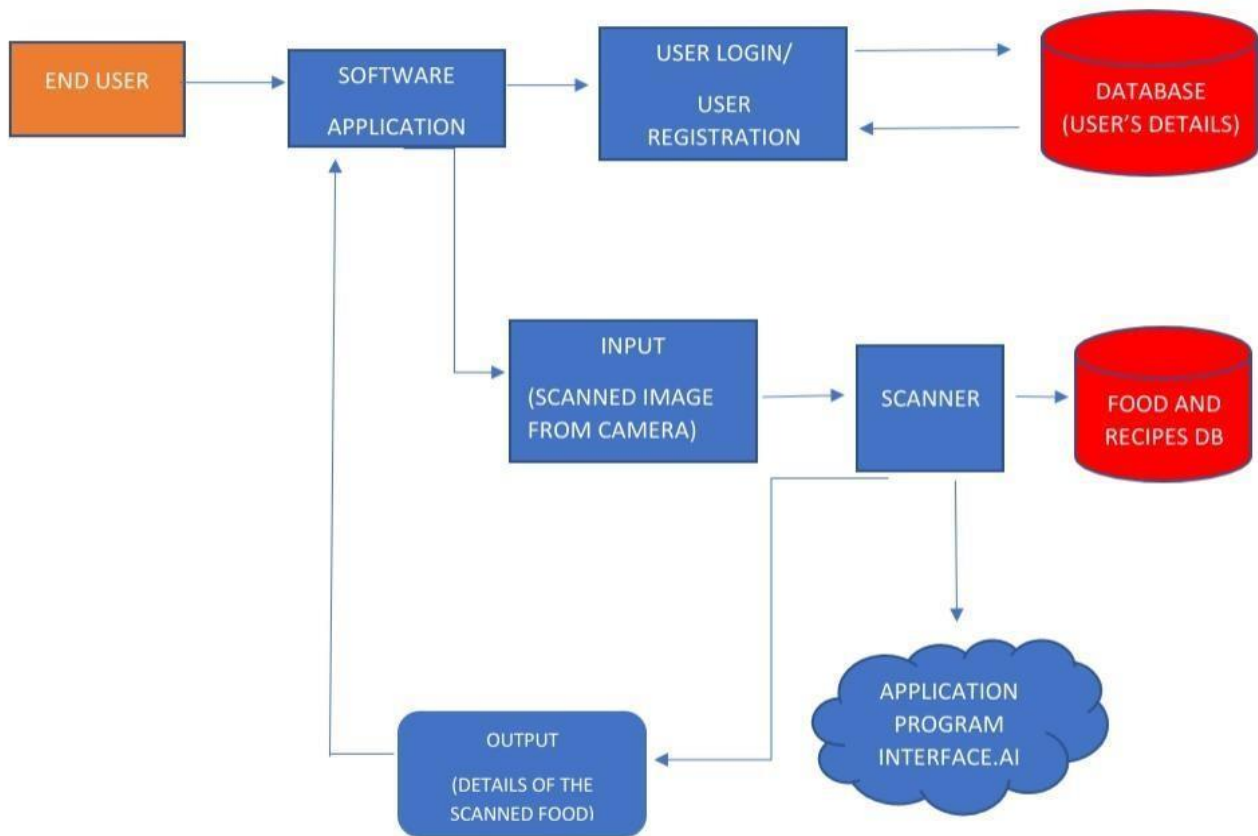 END USER
SOFTWARE
APPLICATION
USER LOGIN/
USER
REGISTRATION
DATABASE
(USER’S DETAILS)
INPUT
(SCANNED IMAGE
FROM CAMERA)
SCANNER
FOOD AND
RECIPES DB
APPLICATION
PROGRAM
INTERFACE.AI
OUTPUT
(DETAILS OF THE
SCANNED FOOD)